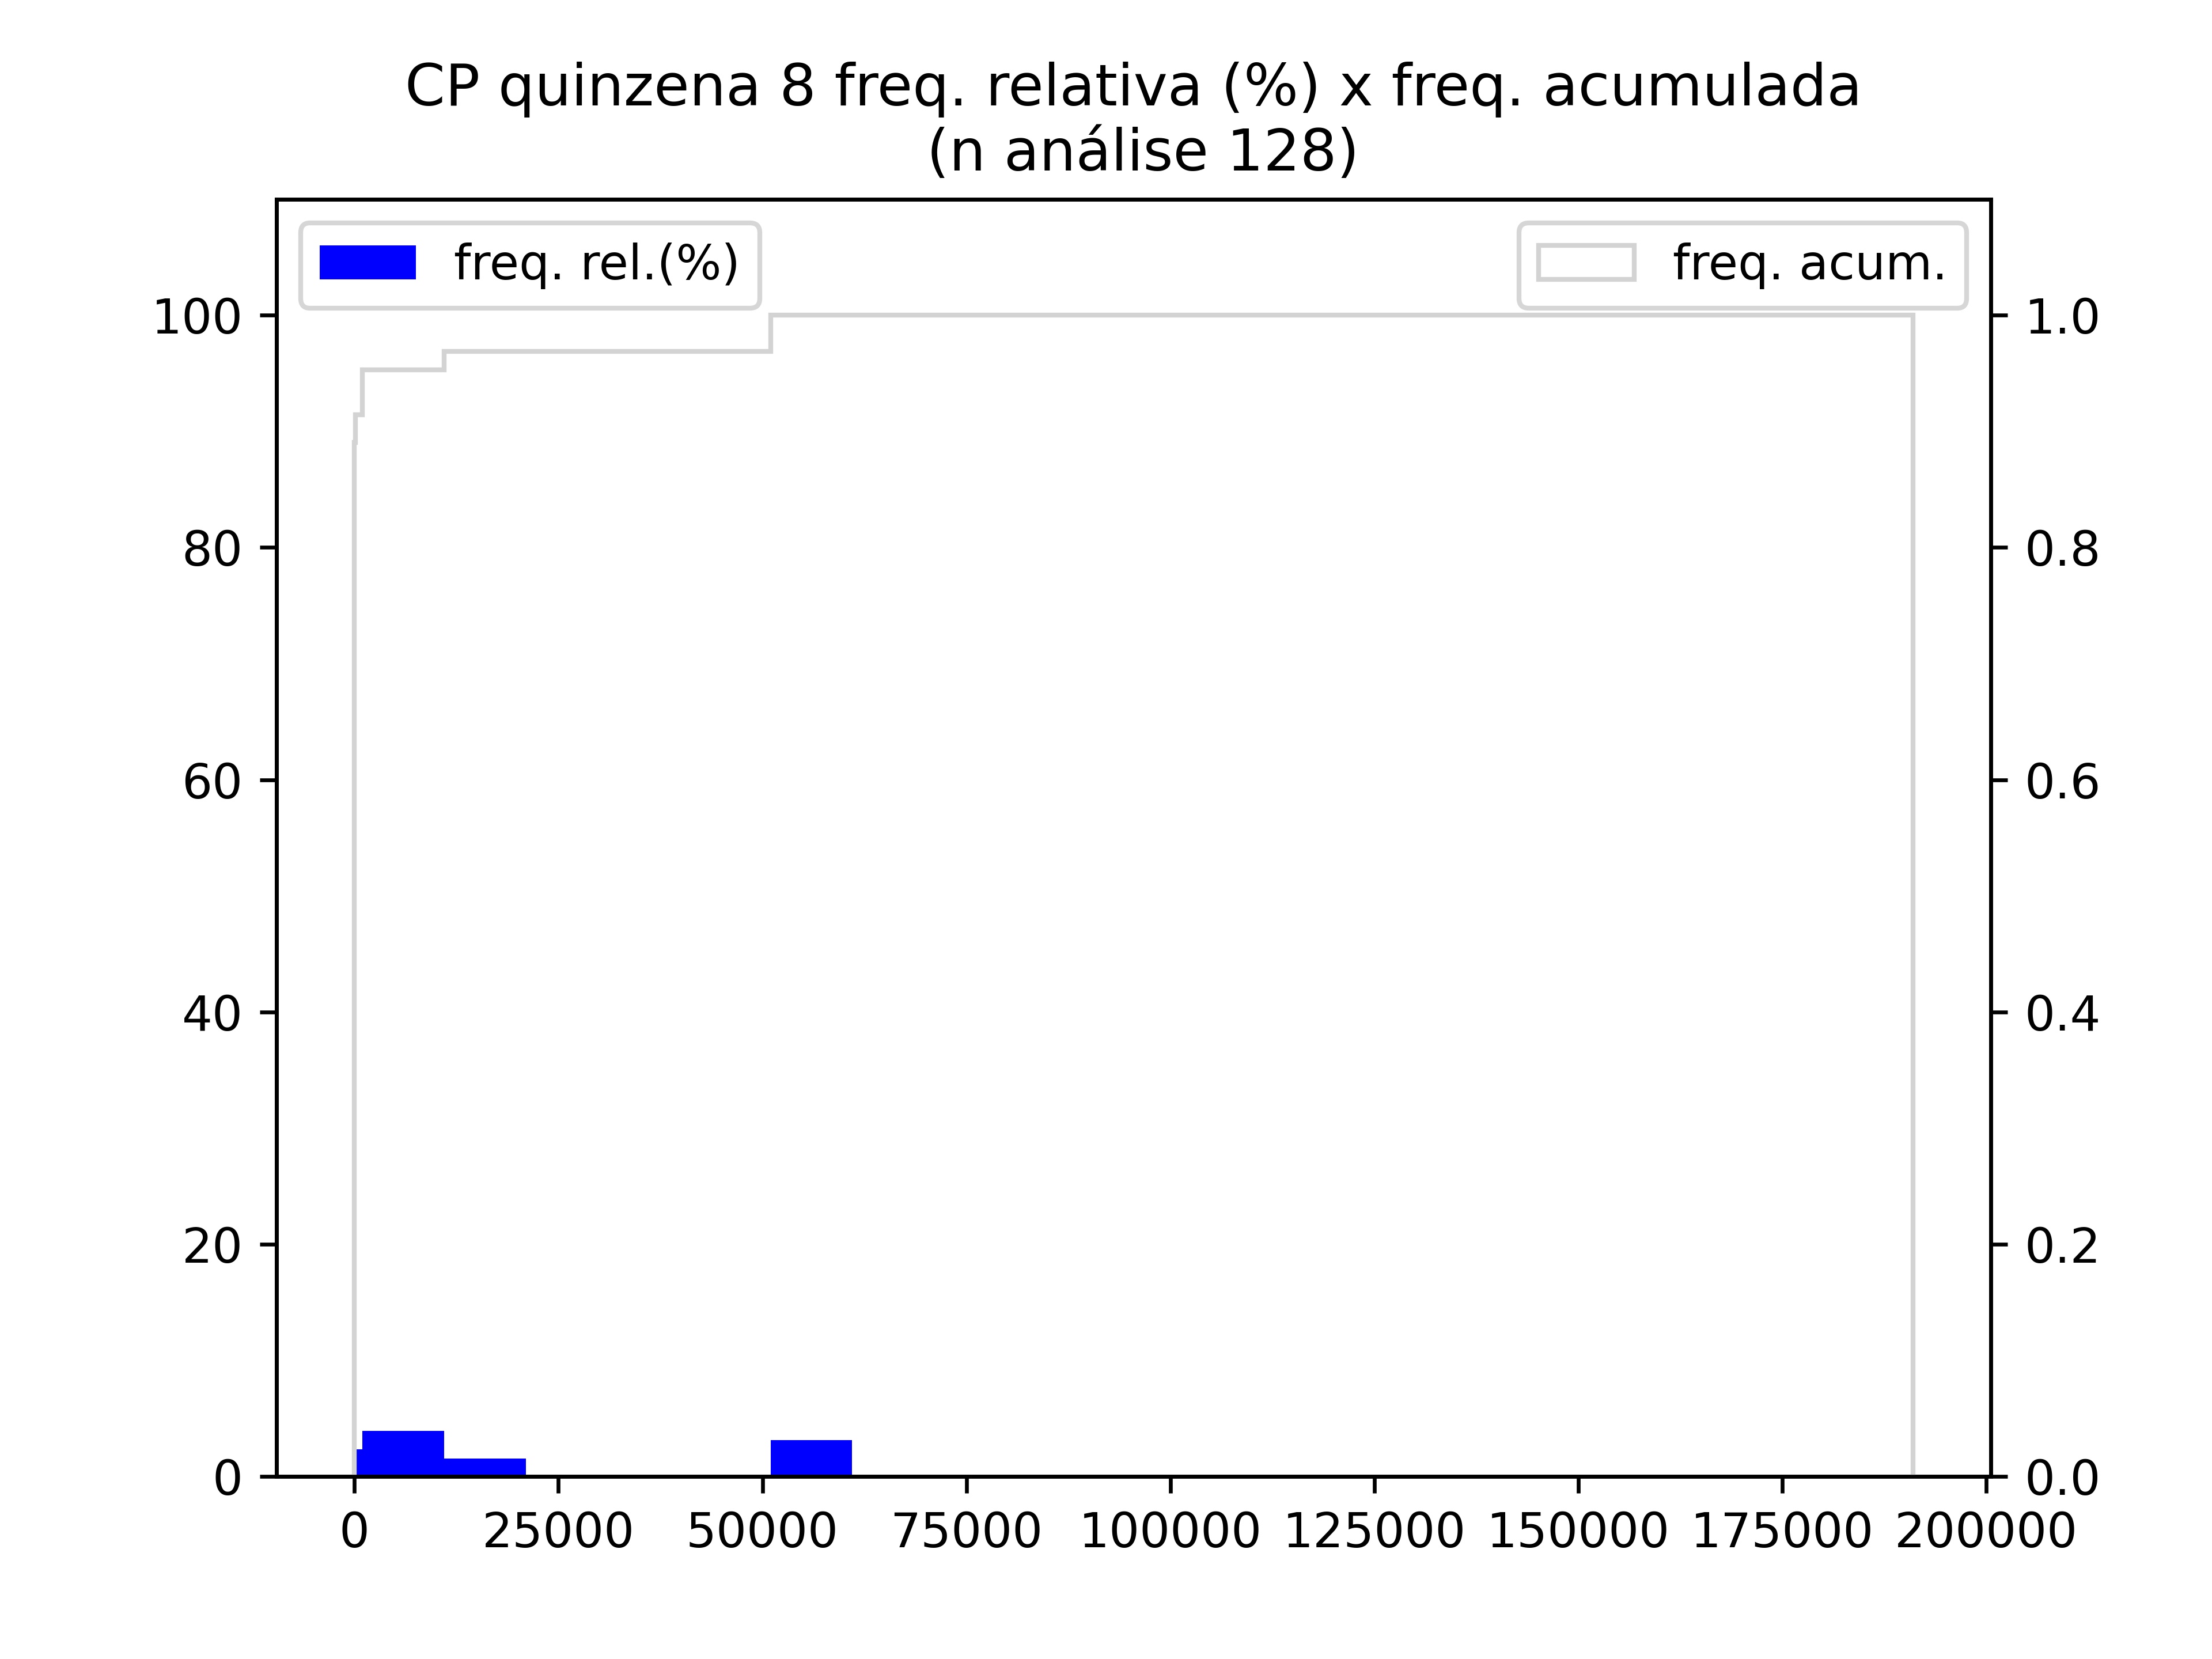 CP quinzena 8 freq. relativa (%) x freq. acumulada
(n análise 128)
freq. rel.(%)
freq. acum.
100
80
60
40
20
0
1.0
0.8
0.6
0.4
0.2
0.0
0 25000 50000 75000 100000 125000 150000 175000 200000